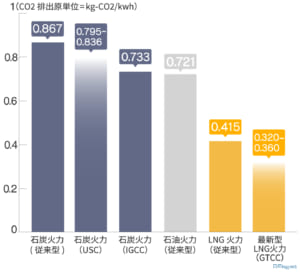 1(CO2 排出原単位=kg-CO2/kwh)
0.867
0.795-
0.836
0.733
0.721
0.415
0.320-
0.360
0.8
0.6
0.4
0.2
0
石炭火力
(従来型)
石炭火力
(USC)
石炭火力
(IGCC)
石油火力
(従来型)
LNG 火力
(従来型)
最新型
LNG火力
(GTCC)